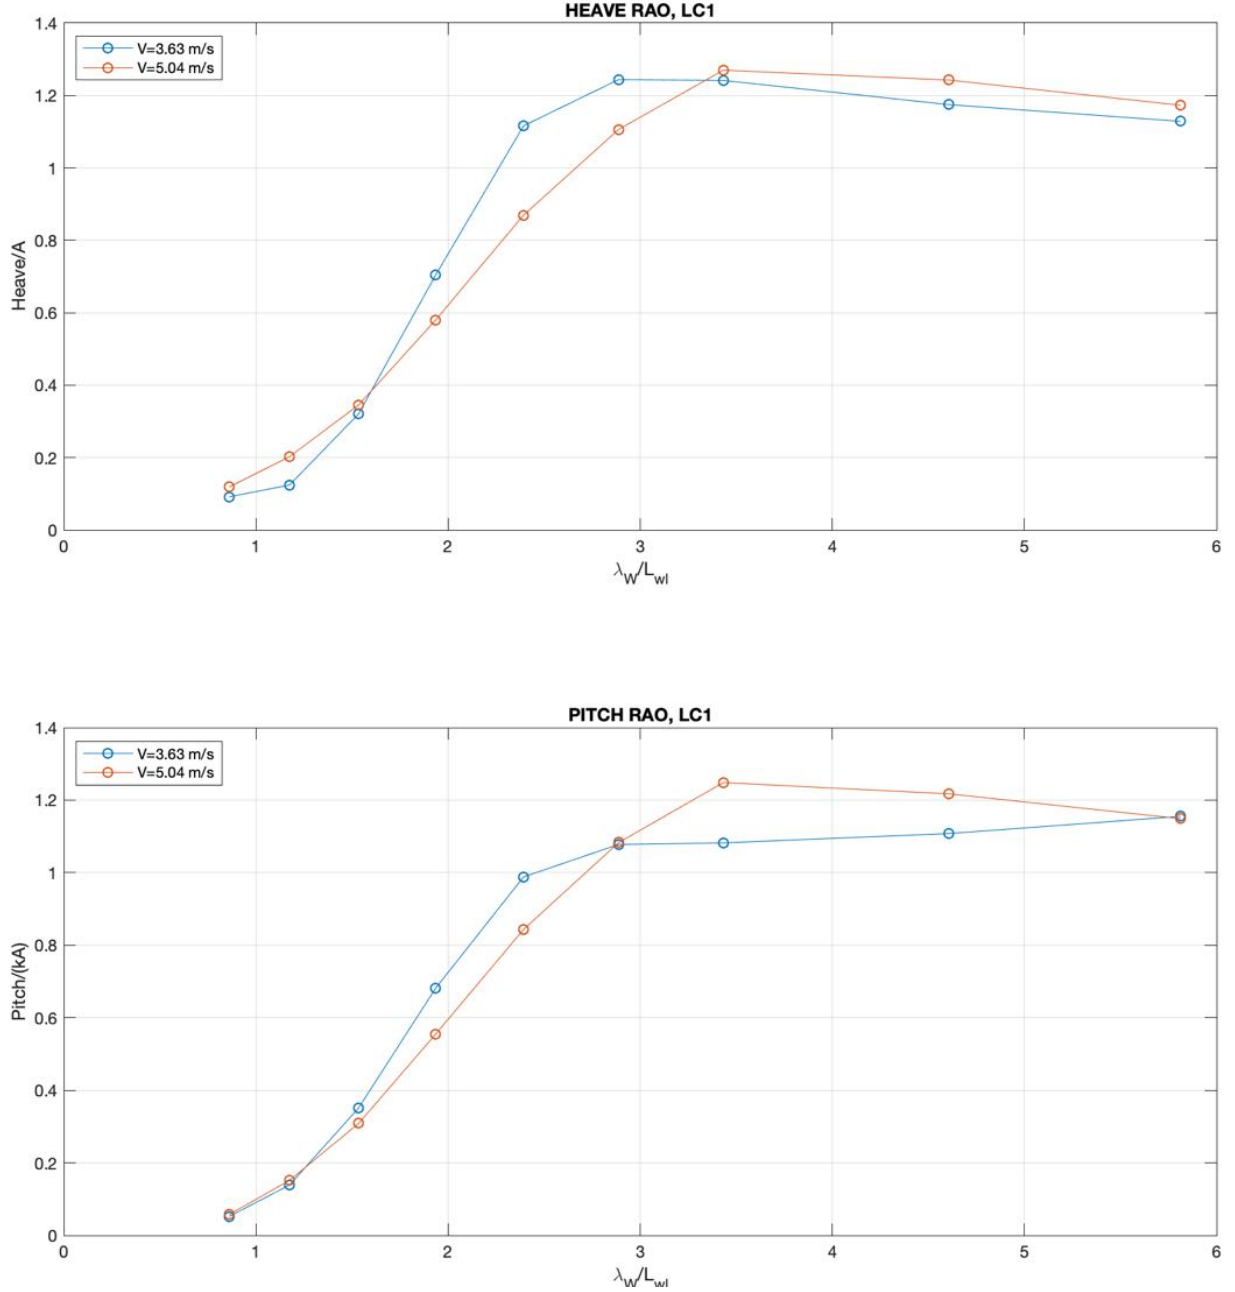 HEAVE RAO, LC1
1.4
V=3.63 m/s
V=5.04 m/s
1.2
1
0.8
Heave/A
0.6
0.4
0.2
0
0 1 2 3 4 5 6
λW/Lwl
PITCH RAO, LC1
1.4
V=3.63 m/s
V=5.04 m/s
1.2
1
0.8
Pitch/(kA)
0.6
0.4
0.2
0
0 1 2 3 4 5 6
λW/Lwl